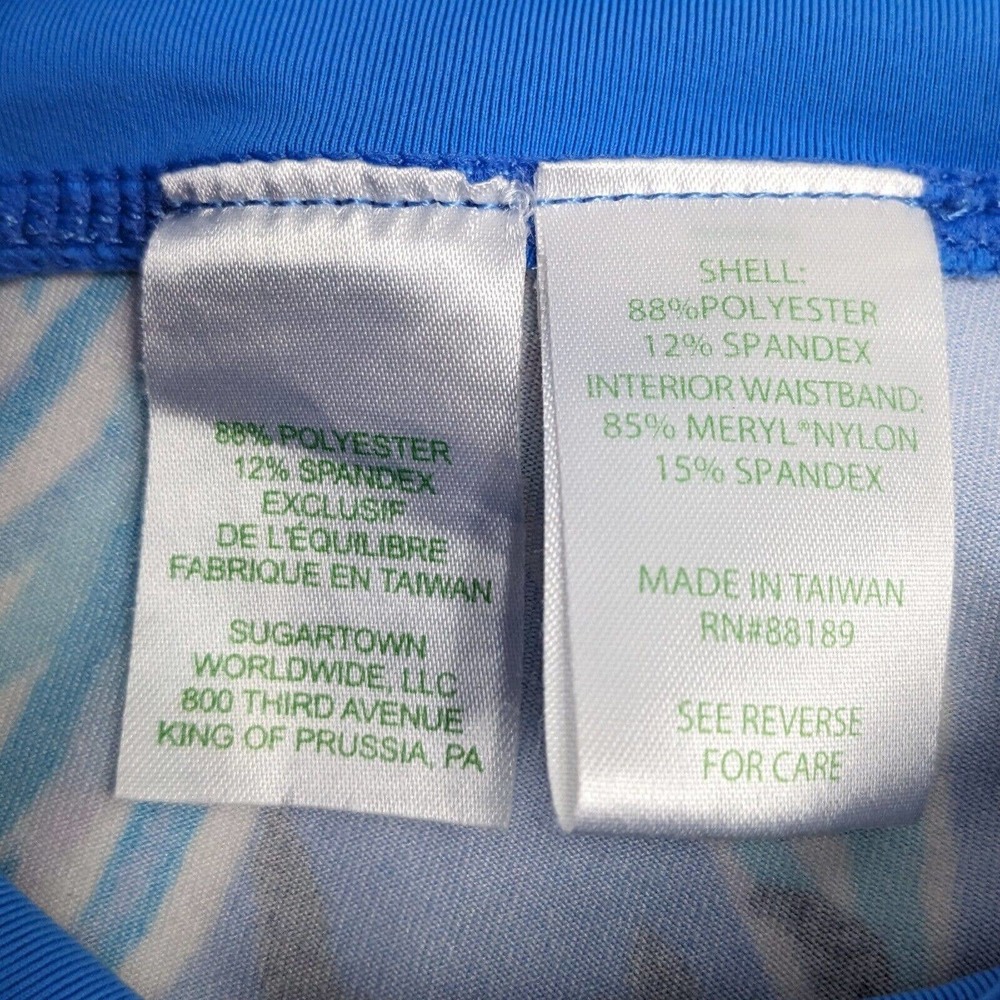 88% POLYESTER
12% SPANDEX
EXCLUSIF
DE L'ÉQUILIBRE
FABRIQUE EN TAIWAN
SUGARTOWN
WORLDWIDE, LLC
800 THIRD AVENUE
KING OF PRUSSIA, PA
SHELL:
88%POLYESTER
12% SPANDEX
INTERIOR WAISTBAND:
85% MERYL®NYLON
15% SPANDEX
MADE IN TAIWAN
RN#88189
SEE REVERSE
FOR CARE